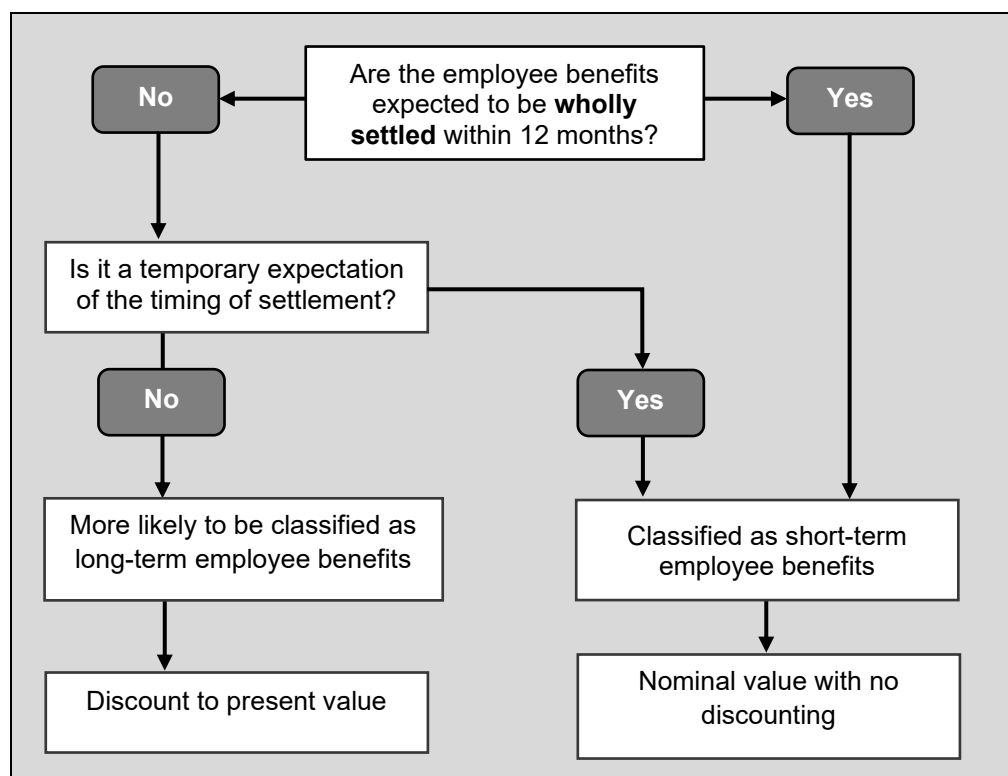 Are the employee benefits
expected to be wholly
settled within 12 months?
No
Yes
Is it a temporary expectation
of the timing of settlement?
No
Yes
More likely to be classified as
long-term employee benefits
Classified as short-term
employee benefits
Discount to present value
Nominal value with no
discounting